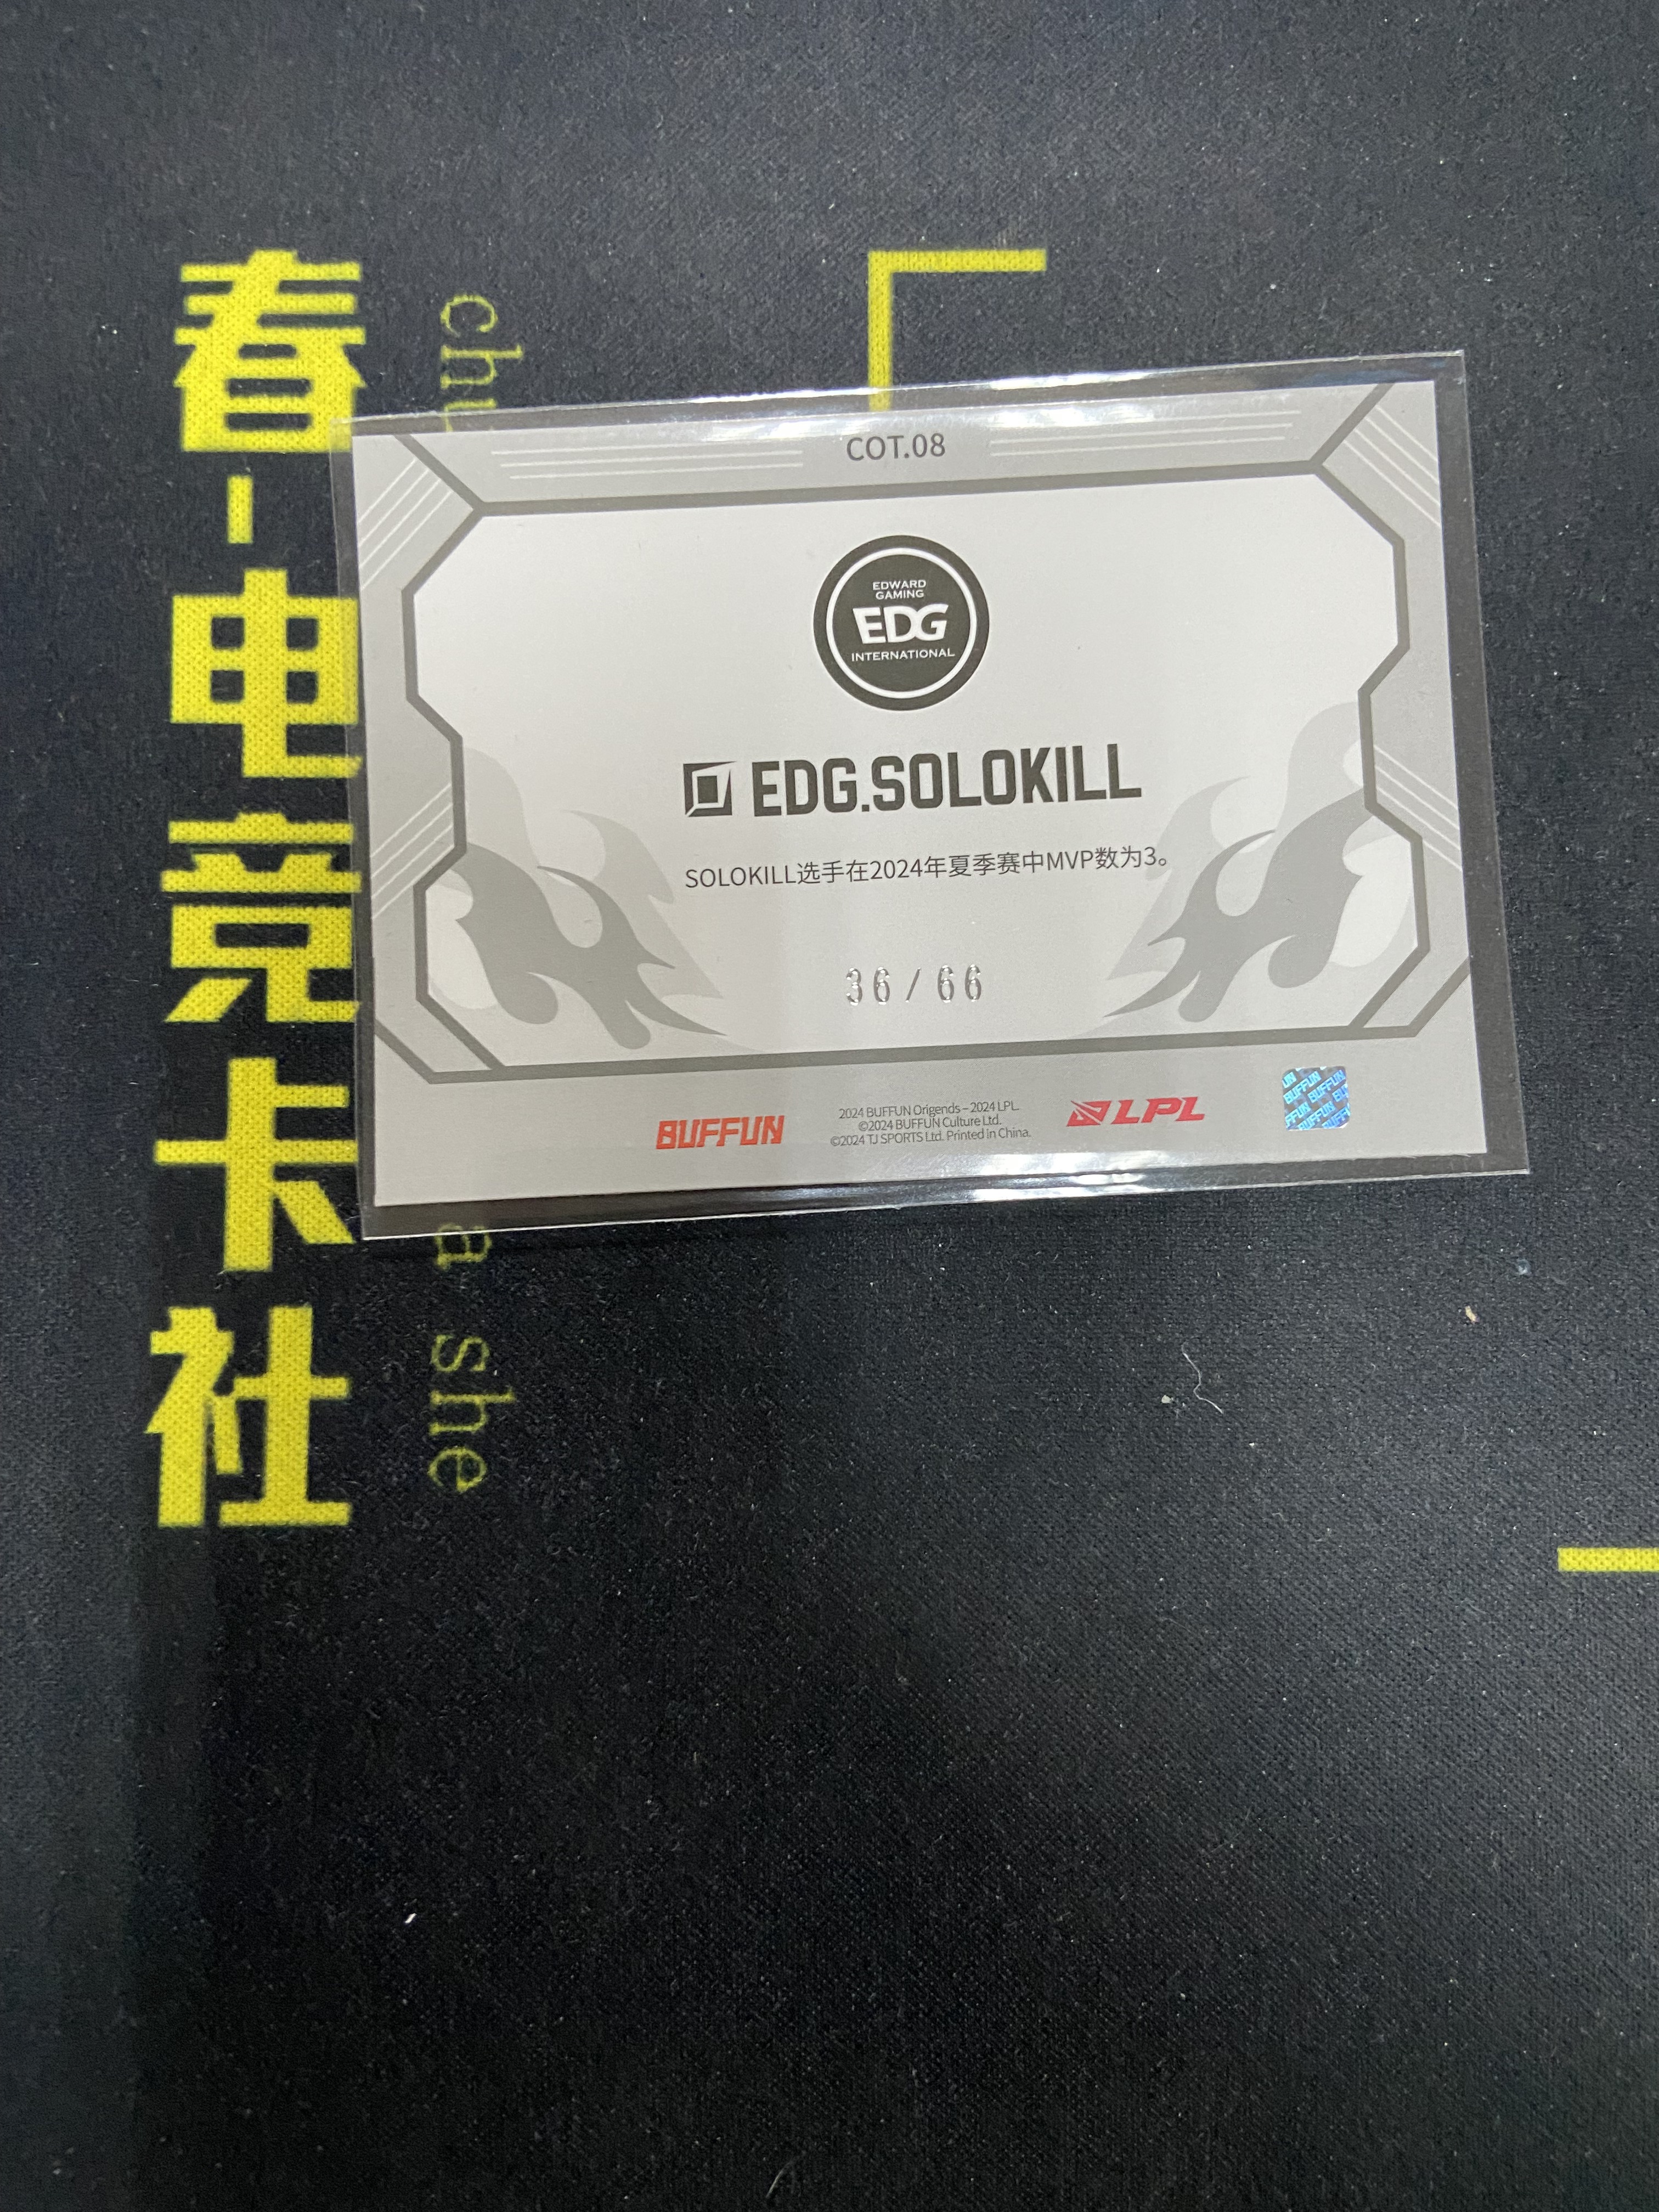 春-电竞卡社
chu
a she
COT.08
EDWARD
GAMING
EDG
INTERNATIONAL
EDG.SOLOKILL
SOLOKILL选手在2024年夏季赛中MVP数为3。
36/66
BUFFUN
2024 BUFFUN Origends – 2024 LPL.
©2024 BUFFUN Culture Ltd.
©2024 TJ SPORTS Ltd. Printed in China.
LPL
BUFFUN